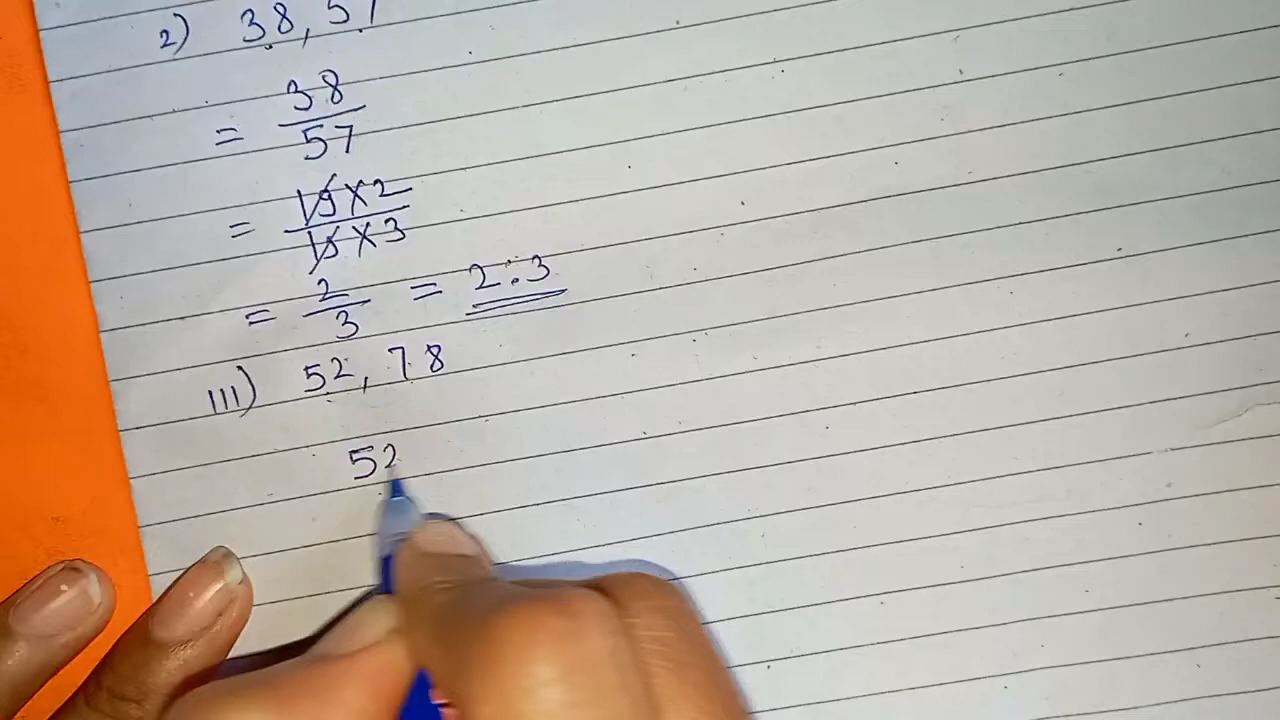 2) 38, 57
= 38/57
= 19×2/19×3
= 2/3 = 2:3
III) 52, 78
52